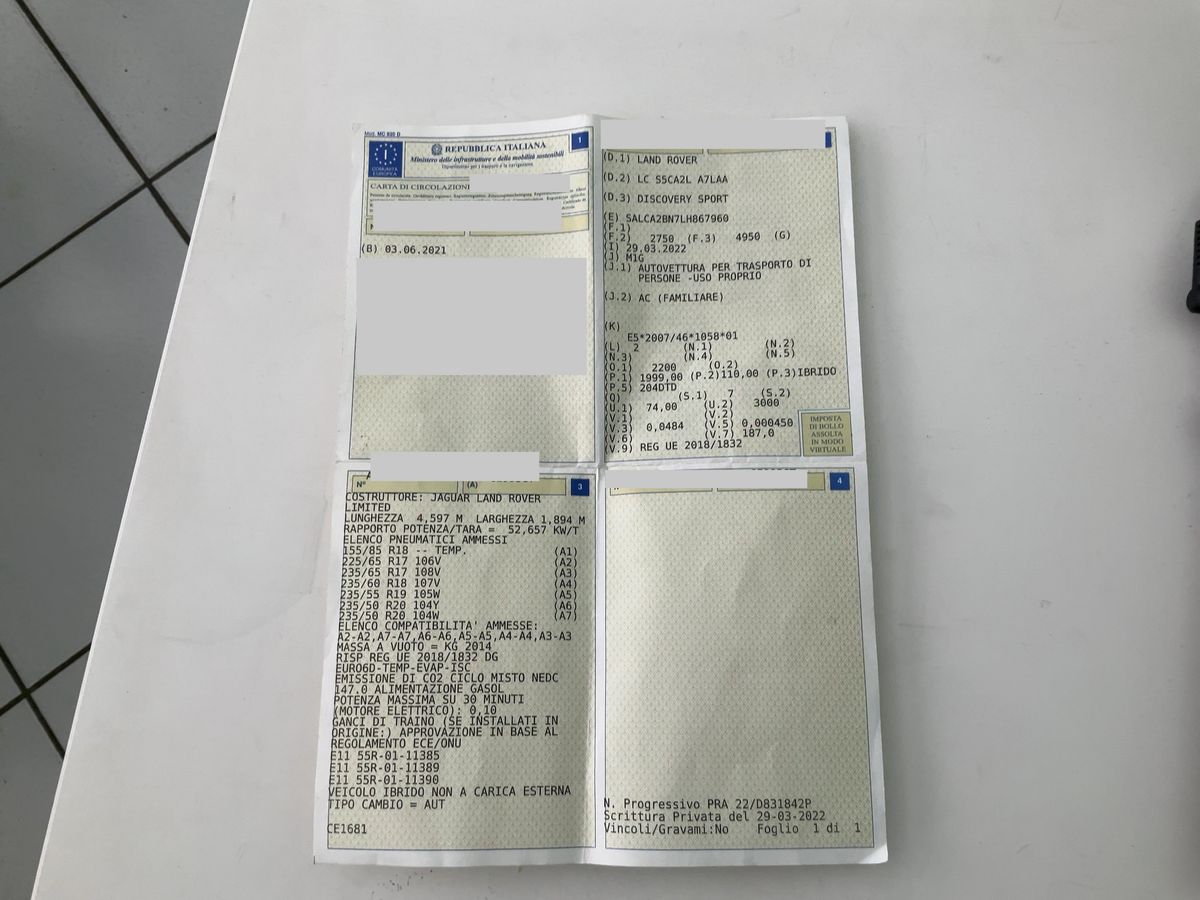 Mod. MC 820 D
1
REPUBBLICA ITALIANA
Ministero delle infrastrutture e della mobilità sostenibili
Dipartimento per i trasporti e la navigazione
COMUNITÀ
EUROPEA
CARTA DI CIRCOLAZIONE
(B) 03.06.2021
(D.1) LAND ROVER
(D.2) LC S5CA2L A7LAA
(D.3) DISCOVERY SPORT
(E) SALCA2BN7LH867960
(F.1)
(F.2) 2750 (F.3) 4950 (G)
(I) 29.03.2022
(J) M1G
(J.1) AUTOVETTURA PER TRASPORTO DI
PERSONE -USO PROPRIO
(J.2) AC (FAMILIARE)
(K)
E5*2007/46*1058*01
(L) 2 (N.1) (N.2)
(N.3) (N.4) (N.5)
(O.1) 2200 (O.2)
(P.1) 1999,00 (P.2)110,00 (P.3)IBRIDO
(P.5) 204DTD
(Q) (S.1) 7 (S.2)
(U.1) 74,00 (U.2) 3000
(V.1) (V.2)
(V.3) 0,0484 (V.5) 0,000450
(V.6) (V.7) 187,0
(V.9) REG UE 2018/1832
IMPOSTA
DI BOLLO
ASSOLTA
IN MODO
VIRTUALE
N° (A) 3
COSTRUTTORE: JAGUAR LAND ROVER
LIMITED
LUNGHEZZA 4,597 M LARGHEZZA 1,894 M
RAPPORTO POTENZA/TARA = 52,657 KW/T
ELENCO PNEUMATICI AMMESSI
155/85 R18 -- TEMP. (A1)
225/65 R17 106V (A2)
235/65 R17 108V (A3)
235/60 R18 107V (A4)
235/55 R19 105W (A5)
235/50 R20 104Y (A6)
235/50 R20 104W (A7)
ELENCO COMPATIBILITA' AMMESSE:
A2-A2,A7-A7,A6-A6,A5-A5,A4-A4,A3-A3
MASSA A VUOTO = KG 2014
RISP REG UE 2018/1832 DG
EURO6D-TEMP-EVAP-ISC
EMISSIONE DI CO2 CICLO MISTO NEDC
147.0 ALIMENTAZIONE GASOL
POTENZA MASSIMA SU 30 MINUTI
(MOTORE ELETTRICO): 0,10
GANCI DI TRAINO (SE INSTALLATI IN
ORIGINE:) APPROVAZIONE IN BASE AL
REGOLAMENTO ECE/ONU
E11 55R-01-11385
E11 55R-01-11389
E11 55R-01-11390
VEICOLO IBRIDO NON A CARICA ESTERNA
TIPO CAMBIO = AUT
CE1681
4
N. Progressivo PRA 22/D831842P
Scrittura Privata del 29-03-2022
Vincoli/Gravami:No Foglio 1 di 1